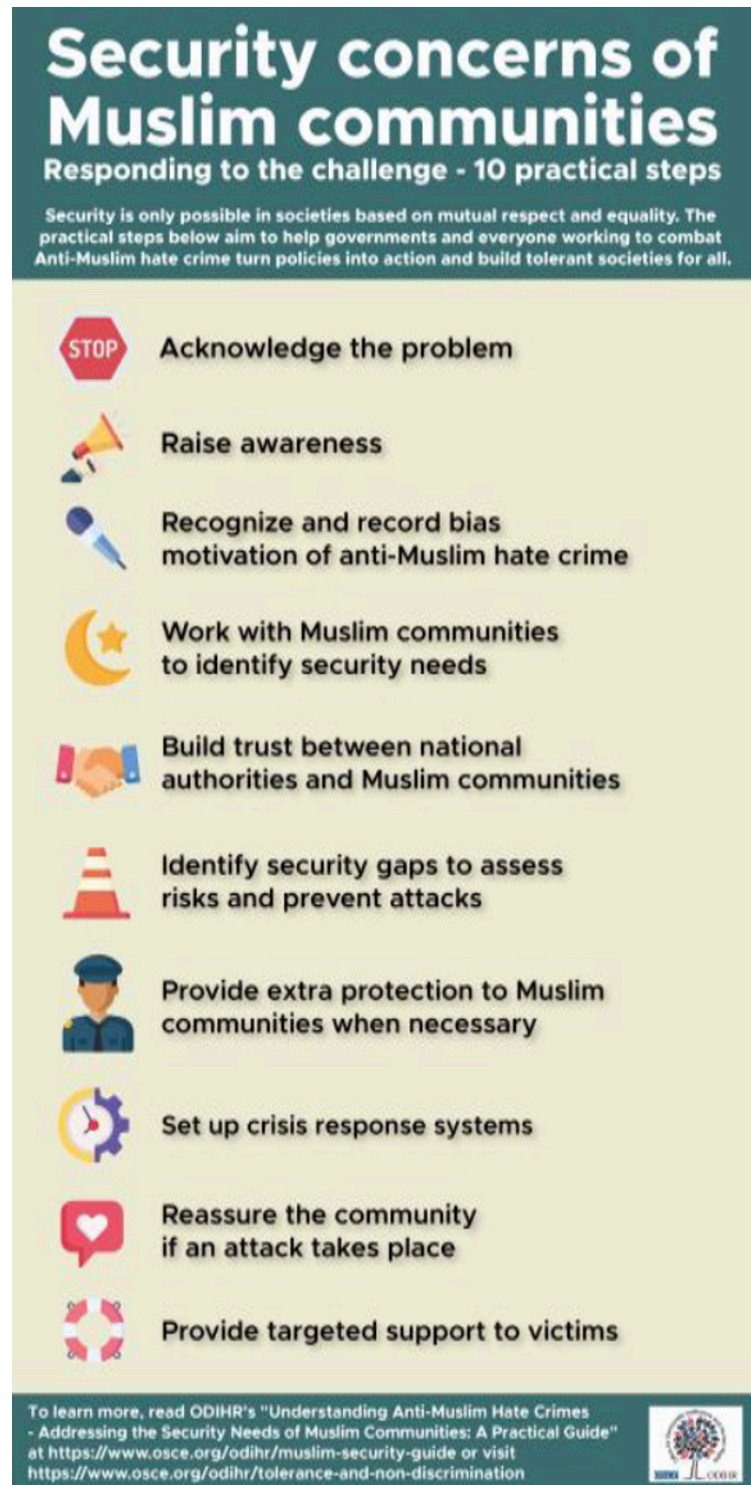 Security concerns of
Muslim communities
Responding to the challenge - 10 practical steps
Security is only possible in societies based on mutual respect and equality. The
practical steps below aim to help governments and everyone working to combat
Anti-Muslim hate crime turn policies into action and build tolerant societies for all.
STOP
Acknowledge the problem
Raise awareness
Recognize and record bias
motivation of anti-Muslim hate crime
Work with Muslim communities
to identify security needs
Build trust between national
authorities and Muslim communities
Identify security gaps to assess
risks and prevent attacks
Provide extra protection to Muslim
communities when necessary
Set up crisis response systems
Reassure the community
if an attack takes place
Provide targeted support to victims
To learn more, read ODIHR's "Understanding Anti-Muslim Hate Crimes
- Addressing the Security Needs of Muslim Communities: A Practical Guide"
at https://www.osce.org/odihr/muslim-security-guide or visit
https://www.osce.org/odihr/tolerance-and-non-discrimination
ODIHR